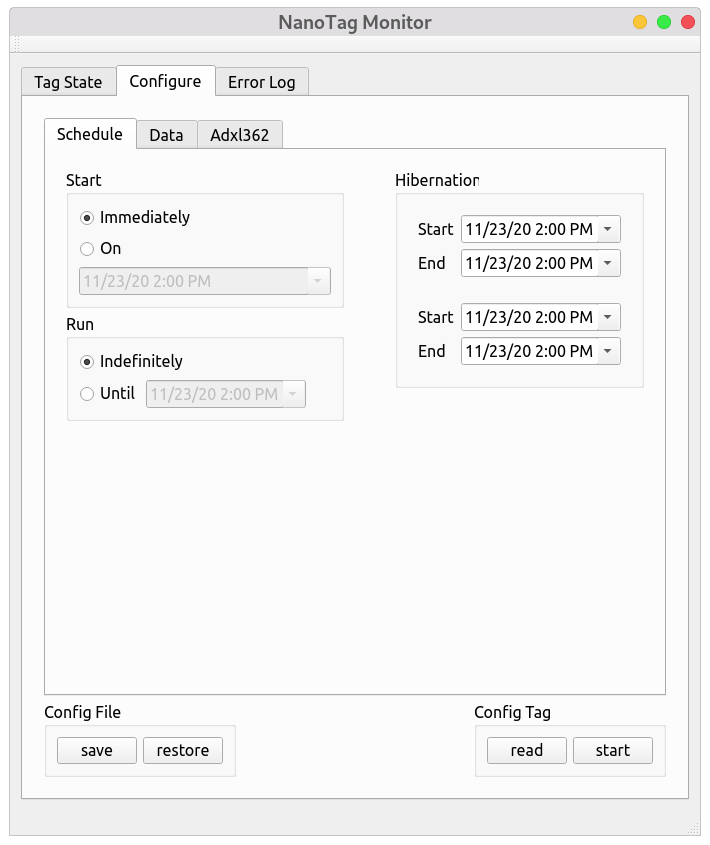 NanoTag Monitor
Tag State Configure Error Log
Schedule Data Adxl362
Start
Immediately
On
11/23/20 2:00 PM
Run
Indefinitely
Until 11/23/20 2:00 PM
Hibernation
Start 11/23/20 2:00 PM
End 11/23/20 2:00 PM
Start 11/23/20 2:00 PM
End 11/23/20 2:00 PM
Config File
save restore
Config Tag
read start